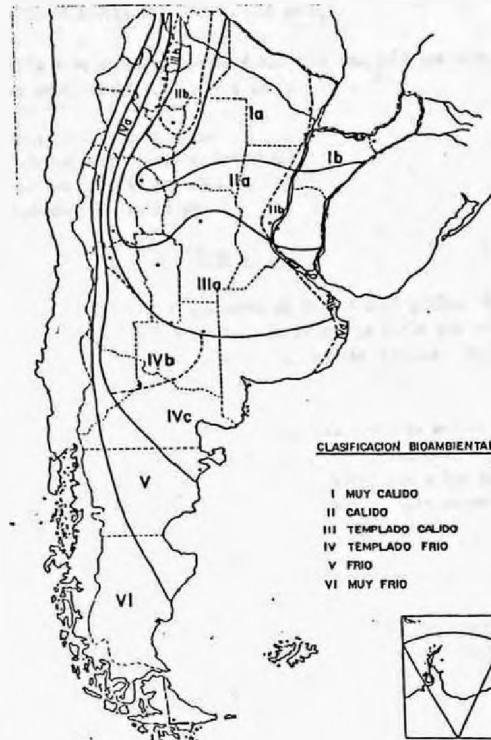 IVa
IIb
Ia
Ib
IIa
IIb
IIIa
IVd
IVb
IVc
V
VI
CLASIFICACION BIOAMBIENTAL
I MUY CALIDO
II CALIDO
III TEMPLADO CALIDO
IV TEMPLADO FRIO
V FRIO
VI MUY FRIO